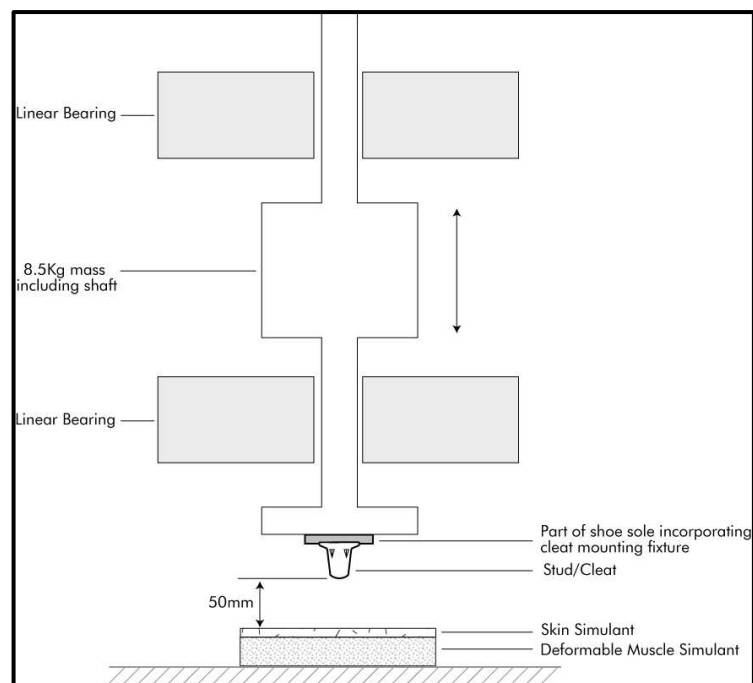 Linear Bearing
8.5Kg mass
including shaft
Linear Bearing
Part of shoe sole incorporating
cleat mounting fixture
Stud/Cleat
50mm
Skin Simulant
Deformable Muscle Simulant